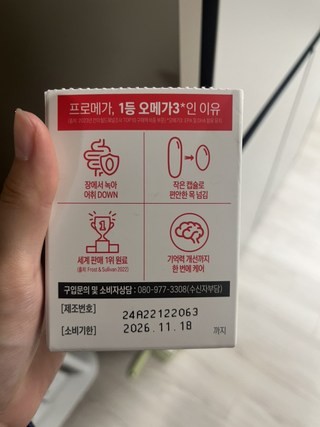 프로메가, 1등 오메가3*인 이유
장에서 녹아
어취 DOWN
작은 캡슐로
편안한 목 넘김
세계 판매 1위 원료
(출처: Frost & Sullivan 2022)
기억력 개선까지
한 번에 케어
구입문의 및 소비자상담 : 080-977-3308(수신자부담)
[제조번호] 24A22122063
[소비기한] 2026.11.18 까지